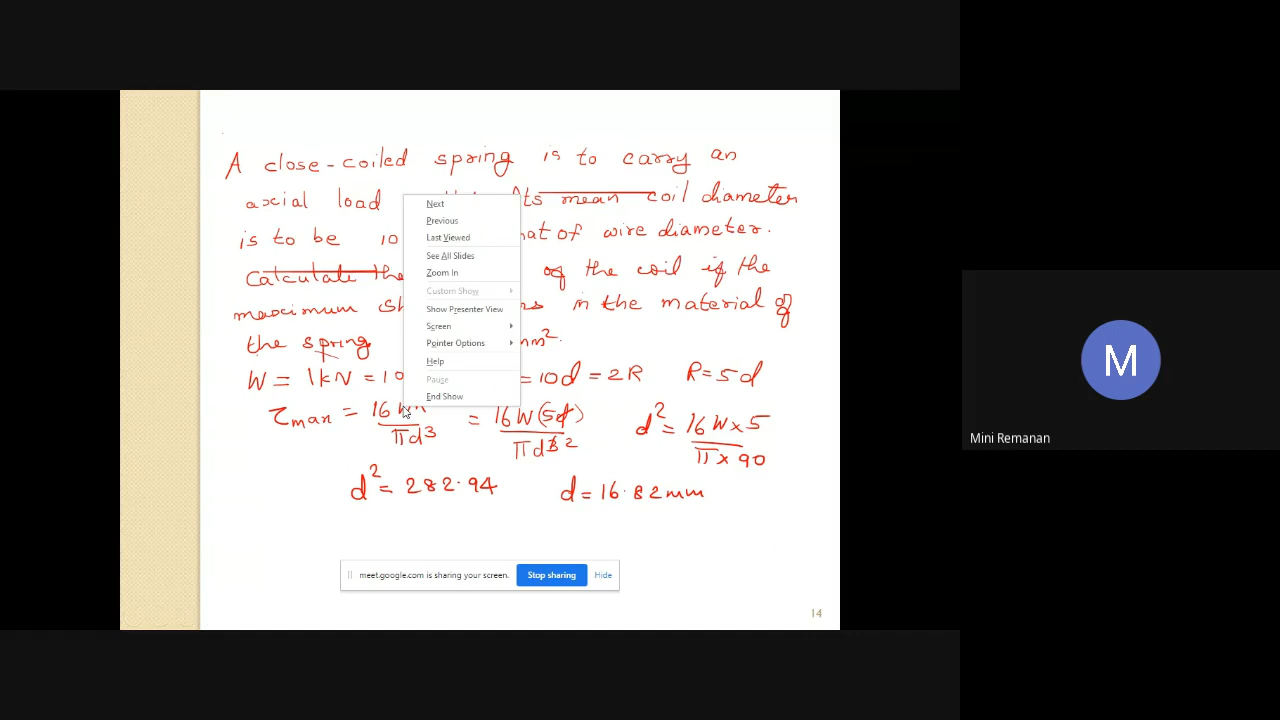 A close-coiled spring is to carry an
axial load Its mean coil diameter
is to be 10 that of wire diameter.
Calculate the of the coil if the
maximum in the material of
the spring mm².
W = 1kN = 10 = 10d = 2R R = 5d
τmax = 16 W = 16W(5d) d² = 16W×5
πd³ πd3 2 π × 90
d² = 282.94 d = 16.82mm
Next
Previous
Last Viewed
See All Slides
Zoom In
Custom Show
Show Presenter View
Screen
Pointer Options
Help
Pause
End Show
M
Mini Remanan
meet.google.com is sharing your screen. Stop sharing Hide
14